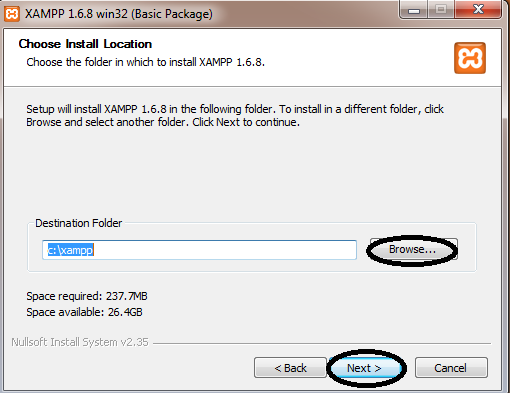 XAMPP 1.6.8 win32 (Basic Package)
Choose Install Location
Choose the folder in which to install XAMPP 1.6.8.
Setup will install XAMPP 1.6.8 in the following folder. To install in a different folder, click
Browse and select another folder. Click Next to continue.
Destination Folder
c:\xampp
Browse...
Space required: 237.7MB
Space available: 26.4GB
Nullsoft Install System v2.35
< Back
Next >
Cancel